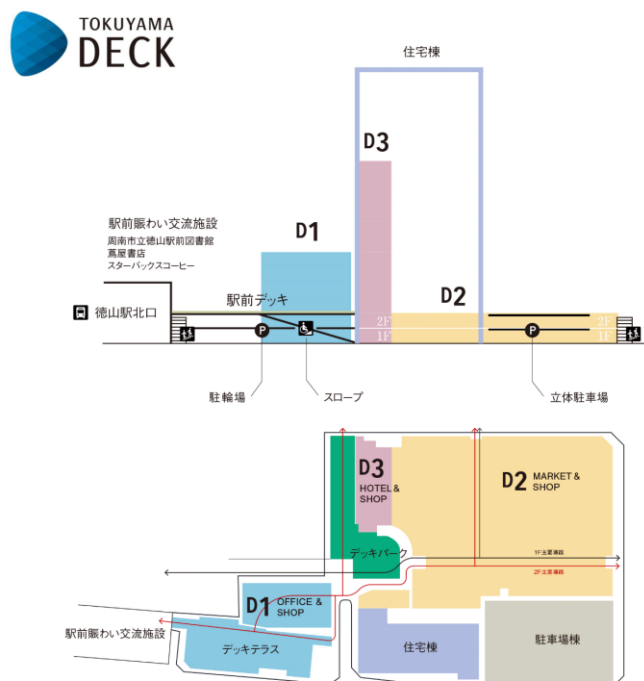 TOKUYAMA
DECK
住宅棟
D3
D1
駅前賑わい交流施設
周南市立徳山駅前図書館
蔦屋書店
スターバックスコーヒー
駅前デッキ
D2
徳山駅北口
2F
2F
1F
1F
P
P
駐輪場
スロープ
立体駐車場
D3
HOTEL &
SHOP
D2
MARKET &
SHOP
デッキパーク
1F主要通路
2F主要通路
D1
OFFICE &
SHOP
駅前賑わい交流施設
デッキテラス
住宅棟
駐車場棟